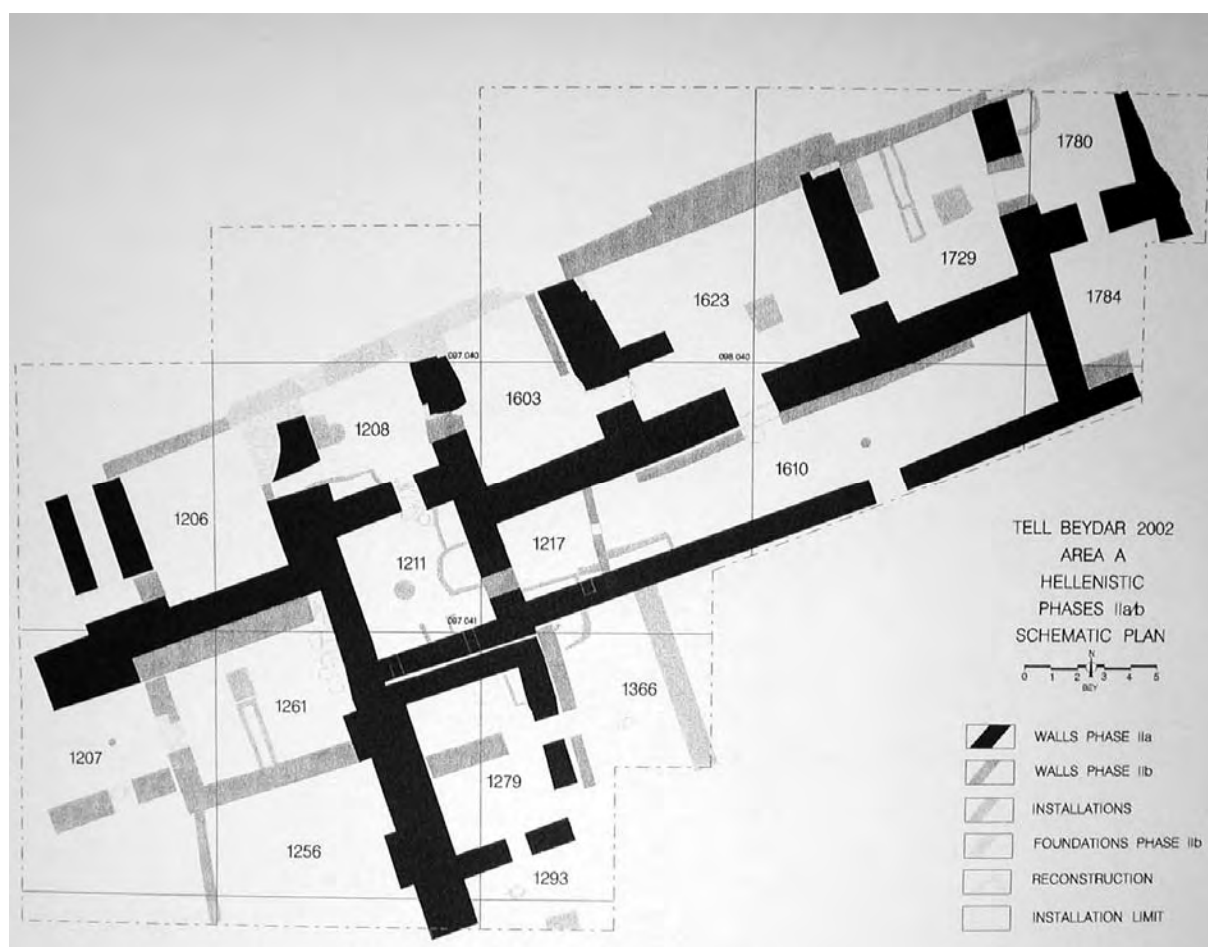 1780
1729
1784
1623
097.040
098.040
1603
1208
1610
1206
1217
1211
097.041
1366
1261
1207
1279
1256
1293
TELL BEYDAR 2002
AREA A
HELLENISTIC
PHASES IIa/b
SCHEMATIC PLAN
N
0 1 2 3 4 5
BEY
WALLS PHASE IIa
WALLS PHASE IIb
INSTALLATIONS
FOUNDATIONS PHASE IIb
RECONSTRUCTION
INSTALLATION LIMIT